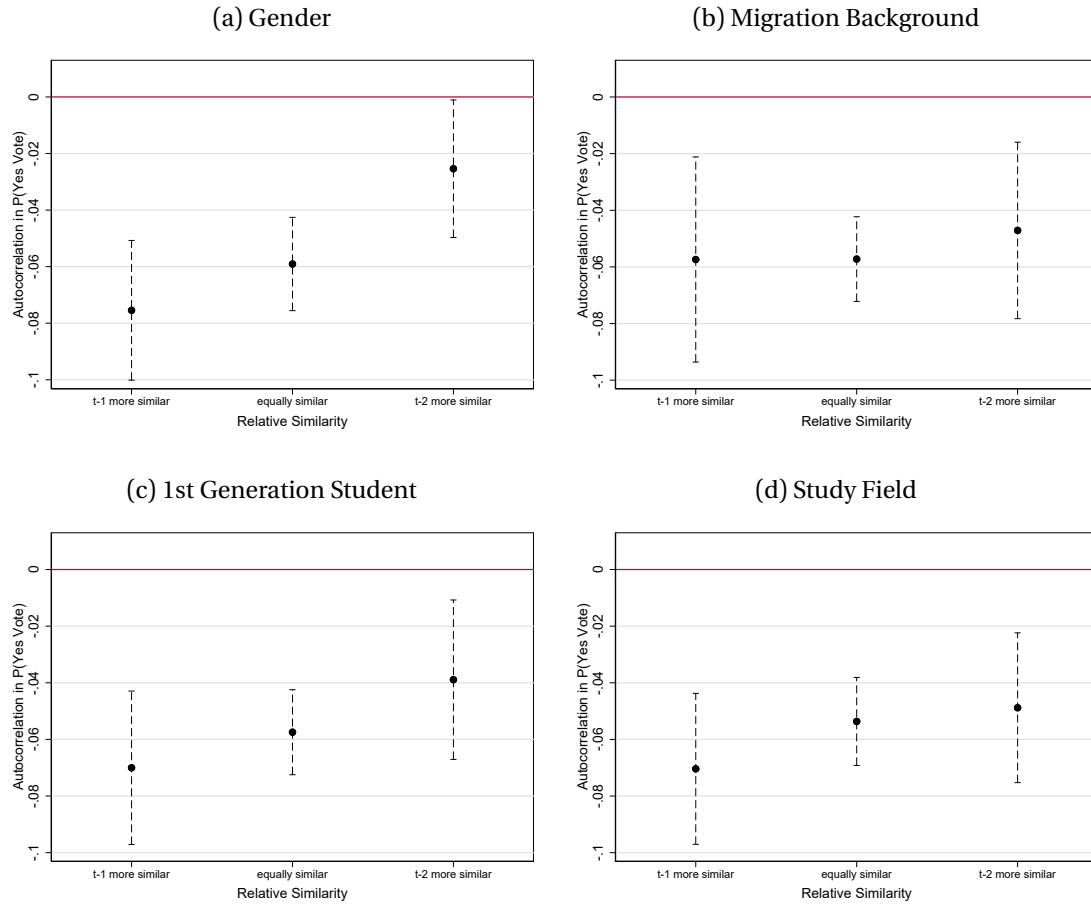 (a) Gender
Autocorrelation in P(Yes Vote)
0
-.02
-.04
-.06
-.08
-.1
t-1 more similar
equally similar
t-2 more similar
Relative Similarity
(b) Migration Background
Autocorrelation in P(Yes Vote)
0
-.02
-.04
-.06
-.08
-.1
t-1 more similar
equally similar
t-2 more similar
Relative Similarity
(c) 1st Generation Student
Autocorrelation in P(Yes Vote)
0
-.02
-.04
-.06
-.08
-.1
t-1 more similar
equally similar
t-2 more similar
Relative Similarity
(d) Study Field
Autocorrelation in P(Yes Vote)
0
-.02
-.04
-.06
-.08
-.1
t-1 more similar
equally similar
t-2 more similar
Relative Similarity